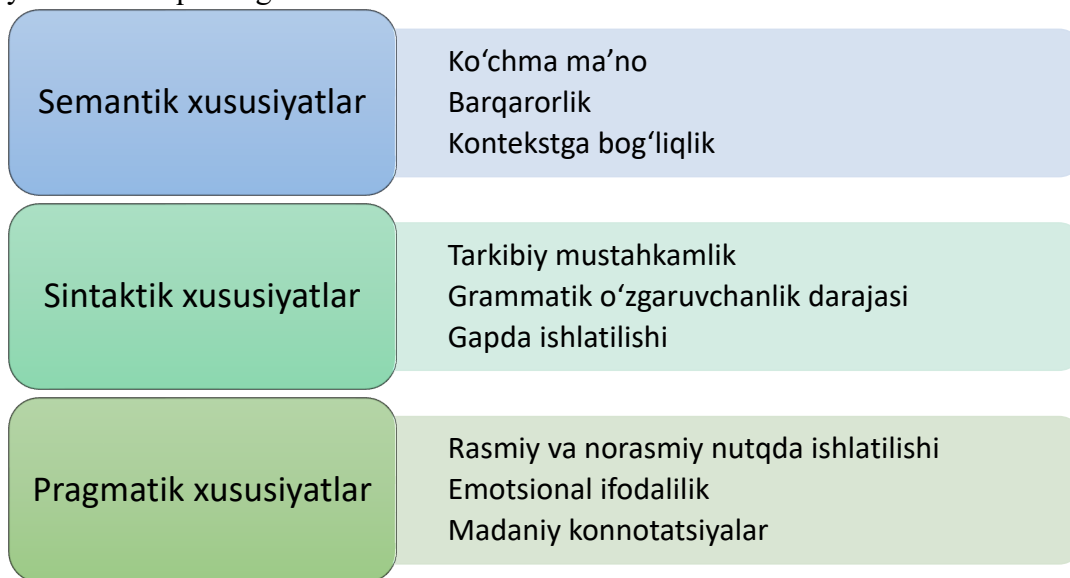 Semantik xususiyatlar
Ko‘chma ma’no
Barqarorlik
Kontekstga bog‘liqlik
Sintaktik xususiyatlar
Tarkibiy mustahkamlik
Grammatik o‘zgaruvchanlik darajasi
Gapda ishlatilishi
Pragmatik xususiyatlar
Rasmiy va norasmiy nutqda ishlatilishi
Emotsional ifodalilik
Madaniy konnotatsiyalar